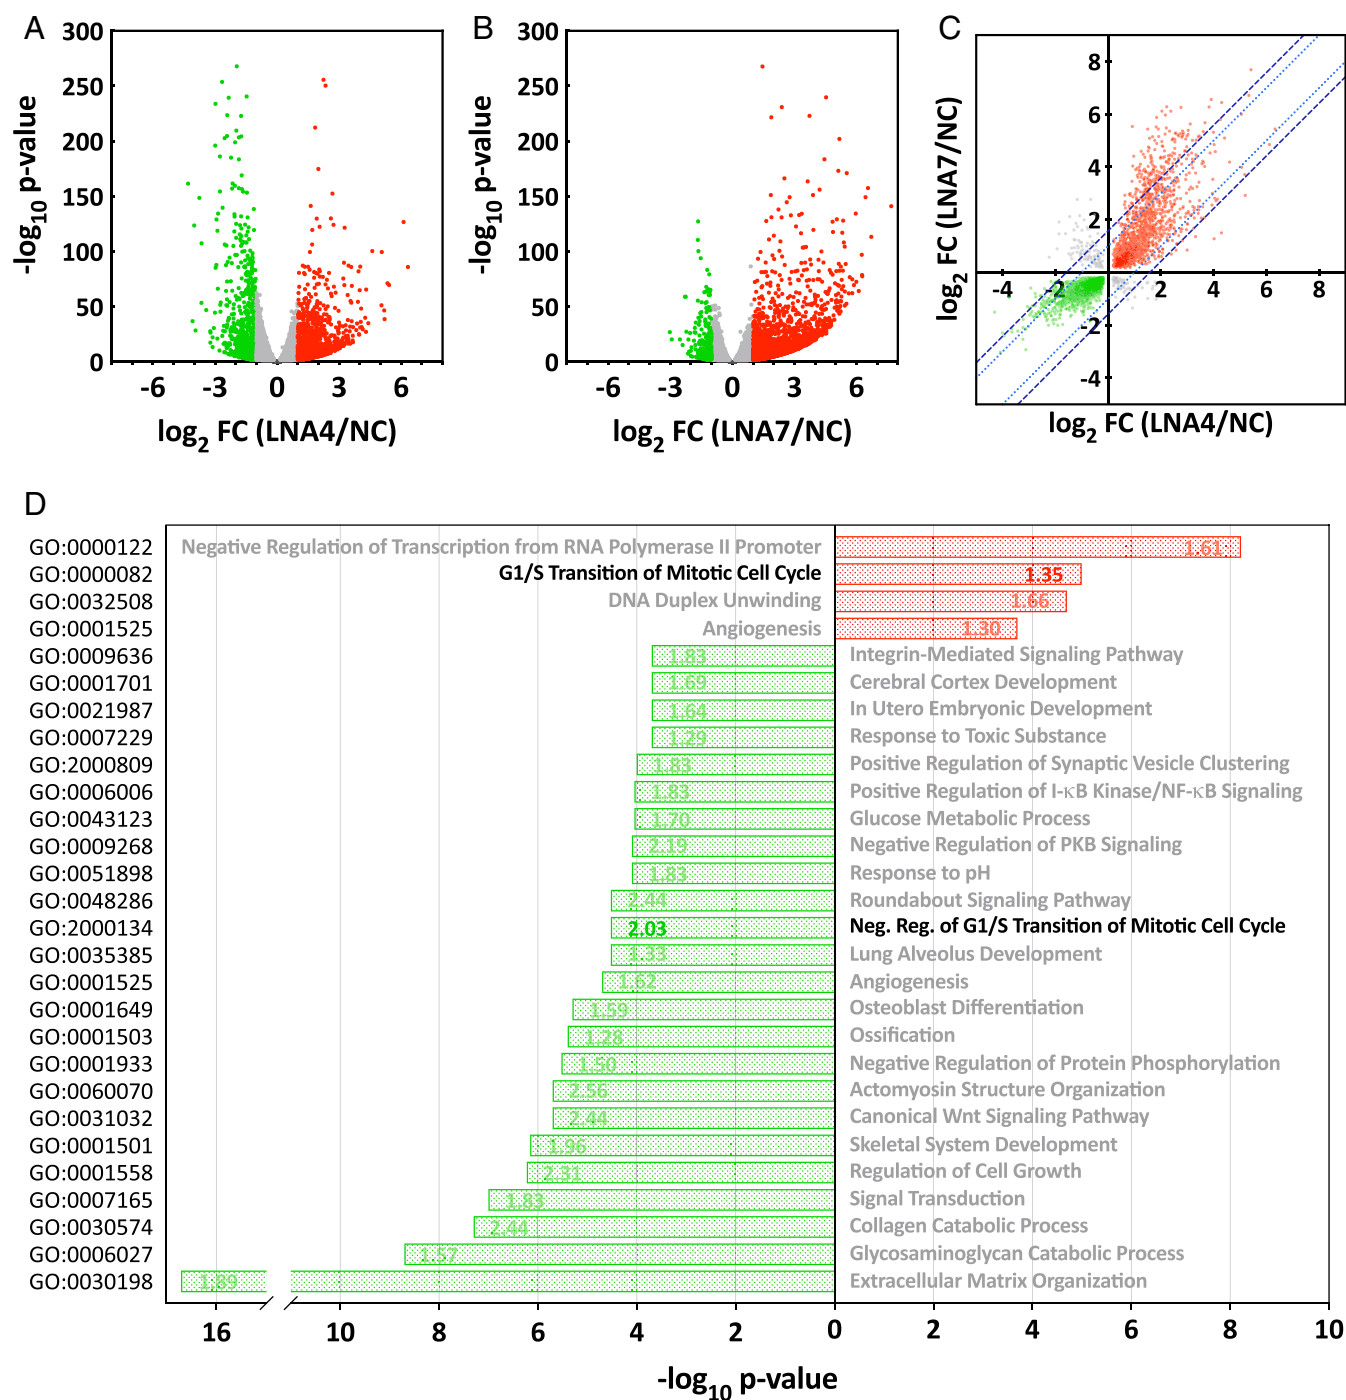 A
B
C
300
250
200
150
100
50
0
-log10 p-value
-6 -3 0 3 6
log2 FC (LNA4/NC)
300
250
200
150
100
50
0
-log10 p-value
-6 -3 0 3 6
log2 FC (LNA7/NC)
8
6
4
2
-2
-4
log2 FC (LNA7/NC)
-4 -2 2 4 6 8
log2 FC (LNA4/NC)
D
GO:0000122 Negative Regulation of Transcription from RNA Polymerase II Promoter 1.61
GO:0000082 G1/S Transition of Mitotic Cell Cycle 1.35
GO:0032508 DNA Duplex Unwinding 1.66
GO:0001525 Angiogenesis 1.30
GO:0009636 1.83 Integrin-Mediated Signaling Pathway
GO:0001701 1.69 Cerebral Cortex Development
GO:0021987 1.64 In Utero Embryonic Development
GO:0007229 1.29 Response to Toxic Substance
GO:2000809 1.83 Positive Regulation of Synaptic Vesicle Clustering
GO:0006006 1.83 Positive Regulation of I-κB Kinase/NF-κB Signaling
GO:0043123 1.70 Glucose Metabolic Process
GO:0009268 2.19 Negative Regulation of PKB Signaling
GO:0051898 1.83 Response to pH
GO:0048286 2.44 Roundabout Signaling Pathway
GO:2000134 2.03 Neg. Reg. of G1/S Transition of Mitotic Cell Cycle
GO:0035385 1.33 Lung Alveolus Development
GO:0001525 1.62 Angiogenesis
GO:0001649 1.59 Osteoblast Differentiation
GO:0001503 1.28 Ossification
GO:0001933 1.50 Negative Regulation of Protein Phosphorylation
GO:0060070 2.56 Actomyosin Structure Organization
GO:0031032 2.44 Canonical Wnt Signaling Pathway
GO:0001501 1.96 Skeletal System Development
GO:0001558 2.31 Regulation of Cell Growth
GO:0007165 1.83 Signal Transduction
GO:0030574 2.44 Collagen Catabolic Process
GO:0006027 1.57 Glycosaminoglycan Catabolic Process
GO:0030198 1.89 Extracellular Matrix Organization
16 10 8 6 4 2 0 2 4 6 8 10
-log10 p-value